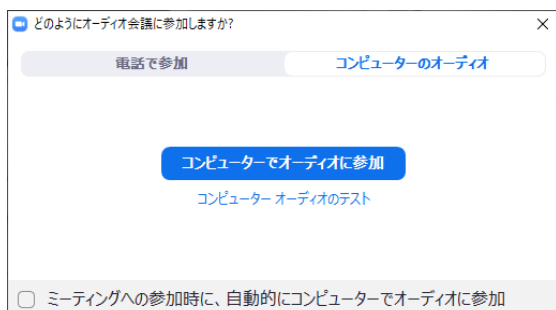 どのようにオーディオ会議に参加しますか?
電話で参加
コンピューターのオーディオ
コンピューターでオーディオに参加
コンピューター オーディオのテスト
ミーティングへの参加時に、自動的にコンピューターでオーディオに参加